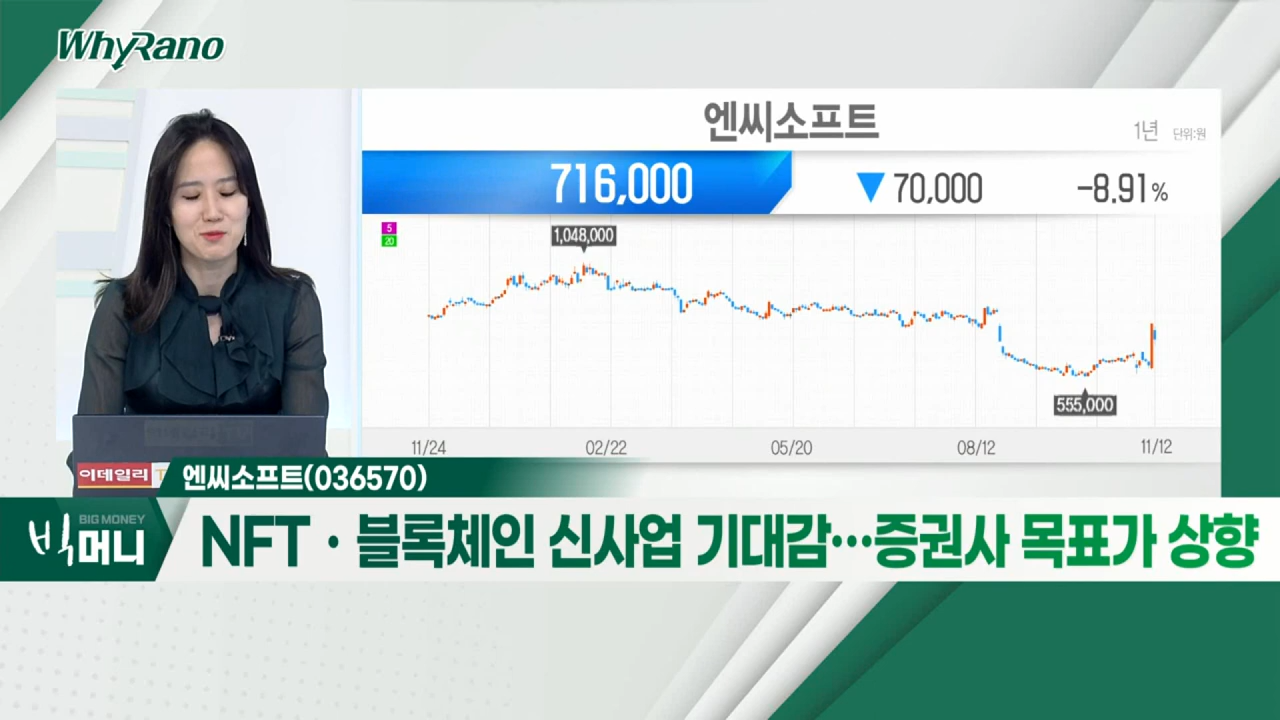 WhyRano
엔씨소프트
1년 단위:원
716,000 ▼70,000 -8.91%
5
20
1,048,000
555,000
11/24 02/22 05/20 08/12 11/12
이데일리 T
엔씨소프트(036570)
BIG MONEY
빅머니
NFT · 블록체인 신사업 기대감…증권사 목표가 상향